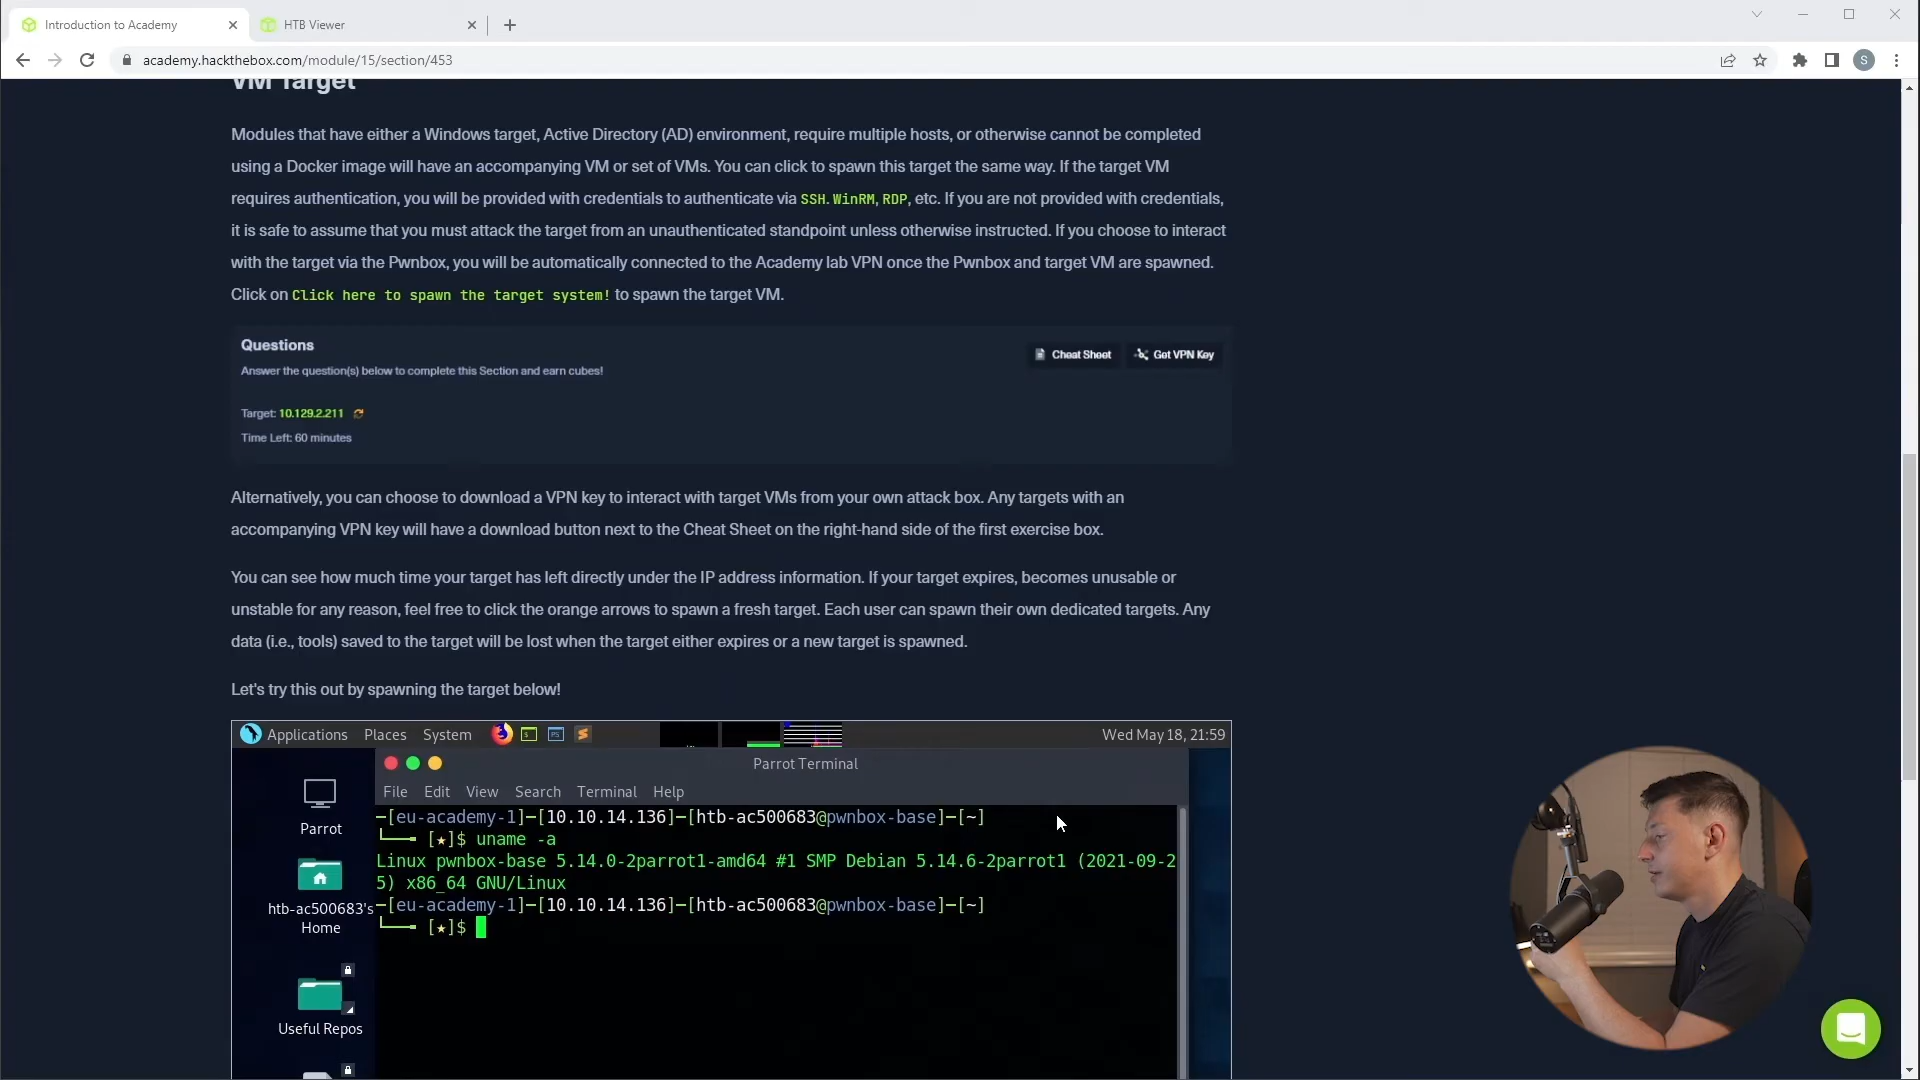 Introduction to Academy
HTB Viewer
academy.hackthebox.com/module/15/section/453
S
VM Target
Modules that have either a Windows target, Active Directory (AD) environment, require multiple hosts, or otherwise cannot be completed
using a Docker image will have an accompanying VM or set of VMs. You can click to spawn this target the same way. If the target VM
requires authentication, you will be provided with credentials to authenticate via SSH. WinRM, RDP, etc. If you are not provided with credentials,
it is safe to assume that you must attack the target from an unauthenticated standpoint unless otherwise instructed. If you choose to interact
with the target via the Pwnbox, you will be automatically connected to the Academy lab VPN once the Pwnbox and target VM are spawned.
Click on Click here to spawn the target system! to spawn the target VM.
Questions
Cheat Sheet
Get VPN Key
Answer the question(s) below to complete this Section and earn cubes!
Target: 10.129.2.211
Time Left: 60 minutes
Alternatively, you can choose to download a VPN key to interact with target VMs from your own attack box. Any targets with an
accompanying VPN key will have a download button next to the Cheat Sheet on the right-hand side of the first exercise box.
You can see how much time your target has left directly under the IP address information. If your target expires, becomes unusable or
unstable for any reason, feel free to click the orange arrows to spawn a fresh target. Each user can spawn their own dedicated targets. Any
data (i.e., tools) saved to the target will be lost when the target either expires or a new target is spawned.
Let's try this out by spawning the target below!
Applications Places System
Wed May 18, 21:59
Parrot Terminal
File Edit View Search Terminal Help
─[eu-academy-1]─[10.10.14.136]─[htb-ac500683@pwnbox-base]─[~]
└── [★]$ uname -a
Linux pwnbox-base 5.14.0-2parrot1-amd64 #1 SMP Debian 5.14.6-2parrot1 (2021-09-2
5) x86_64 GNU/Linux
─[eu-academy-1]─[10.10.14.136]─[htb-ac500683@pwnbox-base]─[~]
└── [★]$
Parrot
htb-ac500683's
Home
Useful Repos